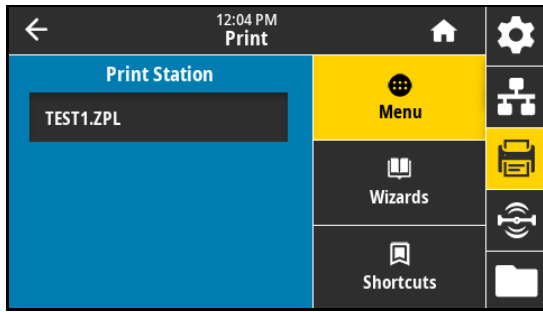 12:04 PM
Print
Print Station
TEST1.ZPL
Menu
Wizards
Shortcuts